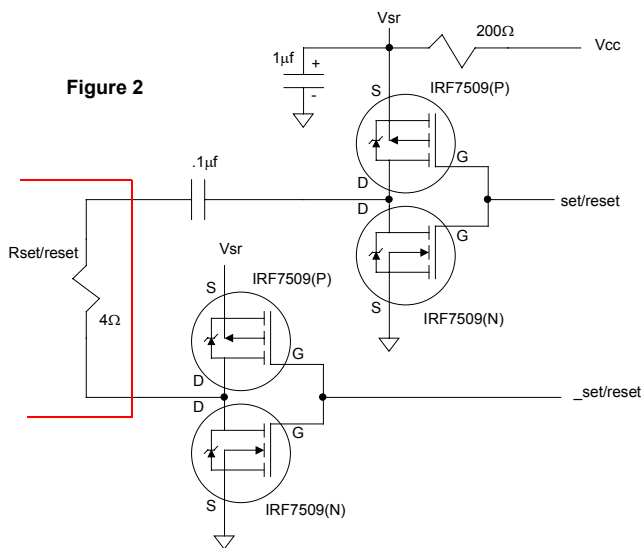 Vsr
200Ω
Vcc
1µf
+
-
Figure 2
S
IRF7509(P)
G
.1µf
D
D
set/reset
G
Rset/reset
Vsr
S
IRF7509(N)
IRF7509(P)
S
4Ω
G
D
D
_set/reset
G
S
IRF7509(N)